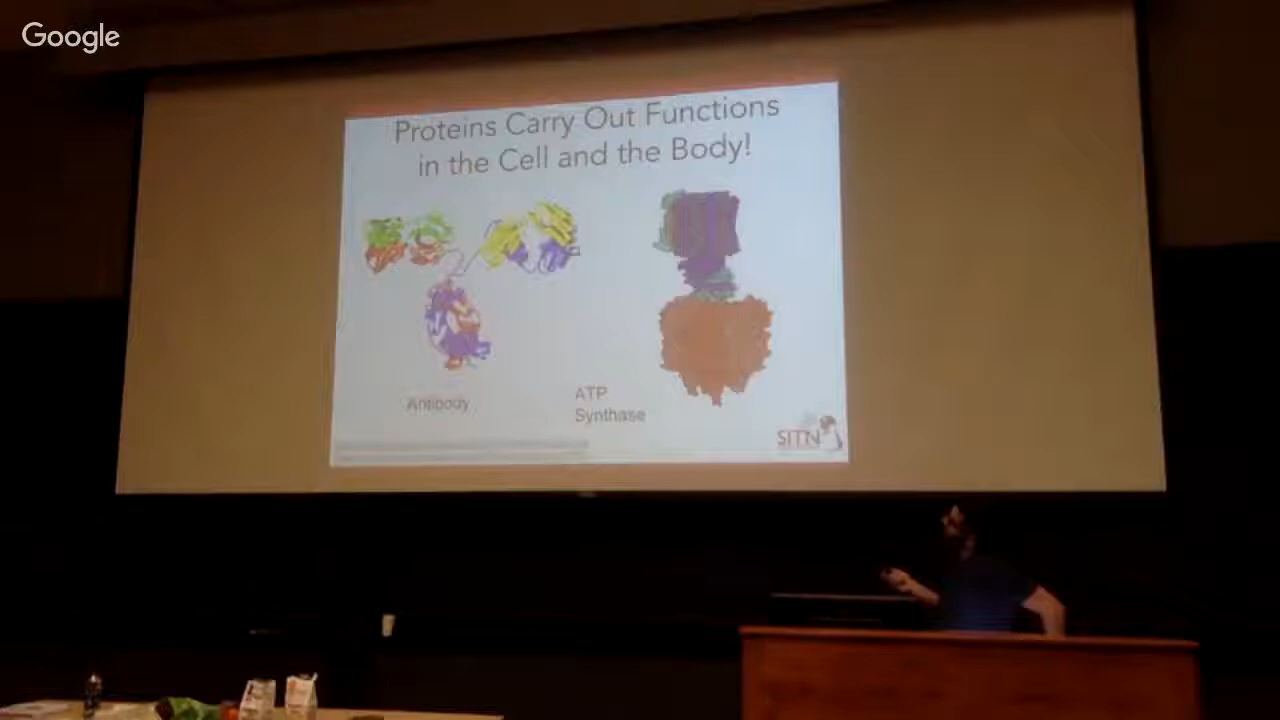 Google
Proteins Carry Out Functions
in the Cell and the Body!
Antibody
ATP
Synthase
SITN